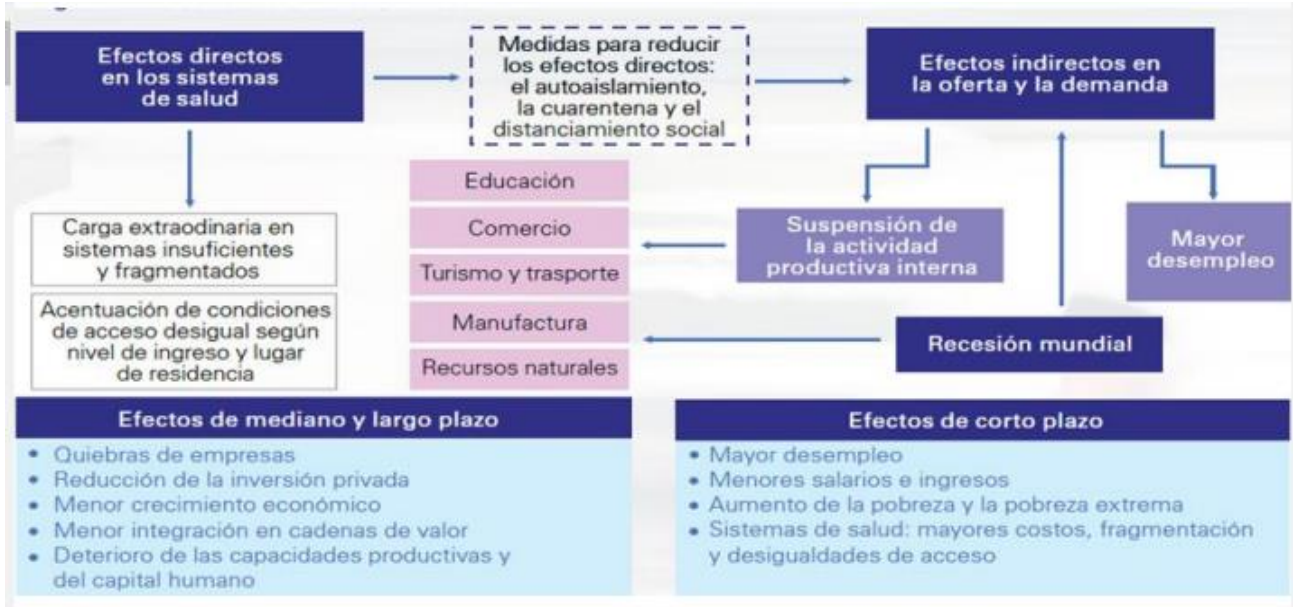 Efectos directos
en los sistemas
de salud
Medidas para reducir
los efectos directos:
el autoaislamiento,
la cuarentena y el
distanciamiento social
Efectos indirectos en
la oferta y la demanda
Carga extraodinaria en
sistemas insuficientes
y fragmentados
Acentuación de condiciones
de acceso desigual según
nivel de ingreso y lugar
de residencia
Educación
Comercio
Turismo y trasporte
Manufactura
Recursos naturales
Suspensión de
la actividad
productiva interna
Mayor
desempleo
Recesión mundial
Efectos de mediano y largo plazo
• Quiebras de empresas
• Reducción de la inversión privada
• Menor crecimiento económico
• Menor integración en cadenas de valor
• Deterioro de las capacidades productivas y
del capital humano
Efectos de corto plazo
• Mayor desempleo
• Menores salarios e ingresos
• Aumento de la pobreza y la pobreza extrema
• Sistemas de salud: mayores costos, fragmentación
y desigualdades de acceso